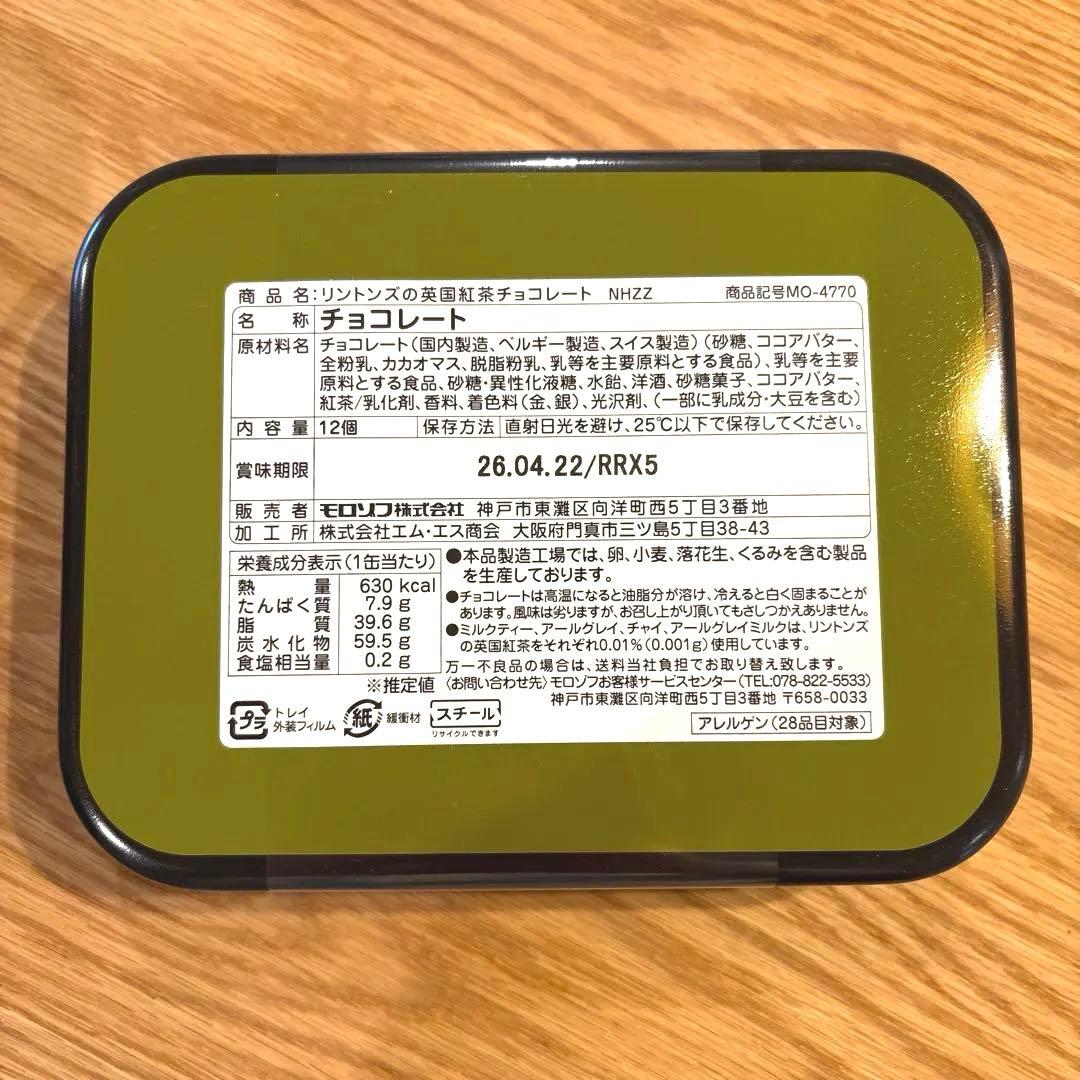 商品名:リントンズの英国紅茶チョコレート NHZZ 商品記号MO-4770
名称 チョコレート
原材料名 チョコレート(国内製造、ベルギー製造、スイス製造)(砂糖、ココアバター、
全粉乳、カカオマス、脱脂粉乳、乳等を主要原料とする食品)、乳等を主要
原料とする食品、砂糖・異性化液糖、水飴、洋酒、砂糖菓子、ココアバター、
紅茶/乳化剤、香料、着色料(金、銀)、光沢剤、(一部に乳成分・大豆を含む)
内容量 12個 保存方法 直射日光を避け、25℃以下で保存してください。
賞味期限 26.04.22/RRX5
販売者 モロゾフ株式会社 神戸市東灘区向洋町西5丁目3番地
加工所 株式会社エム・エス商会 大阪府門真市三ツ島5丁目38-43
栄養成分表示(1缶当たり)
熱量 630 kcal
たんぱく質 7.9 g
脂質 39.6 g
炭水化物 59.5 g
食塩相当量 0.2 g
※推定値
●本品製造工場では、卵、小麦、落花生、くるみを含む製品
を生産しております。
●チョコレートは高温になると油脂分が溶け、冷えると白く固まることが
あります。風味は劣りますが、お召し上がり頂いてもさしつかえありません。
●ミルクティー、アールグレイ、チャイ、アールグレイミルクは、リントンズ
の英国紅茶をそれぞれ0.01%(0.001g)使用しています。
万一不良品の場合は、送料当社負担でお取り替え致します。
〈お問い合わせ先〉モロゾフお客様サービスセンター(TEL:078-822-5533)
神戸市東灘区向洋町西5丁目3番地 〒658-0033
プラ トレイ
外装フィルム
紙 緩衝材
スチール
リサイクルできます
アレルゲン(28品目対象)